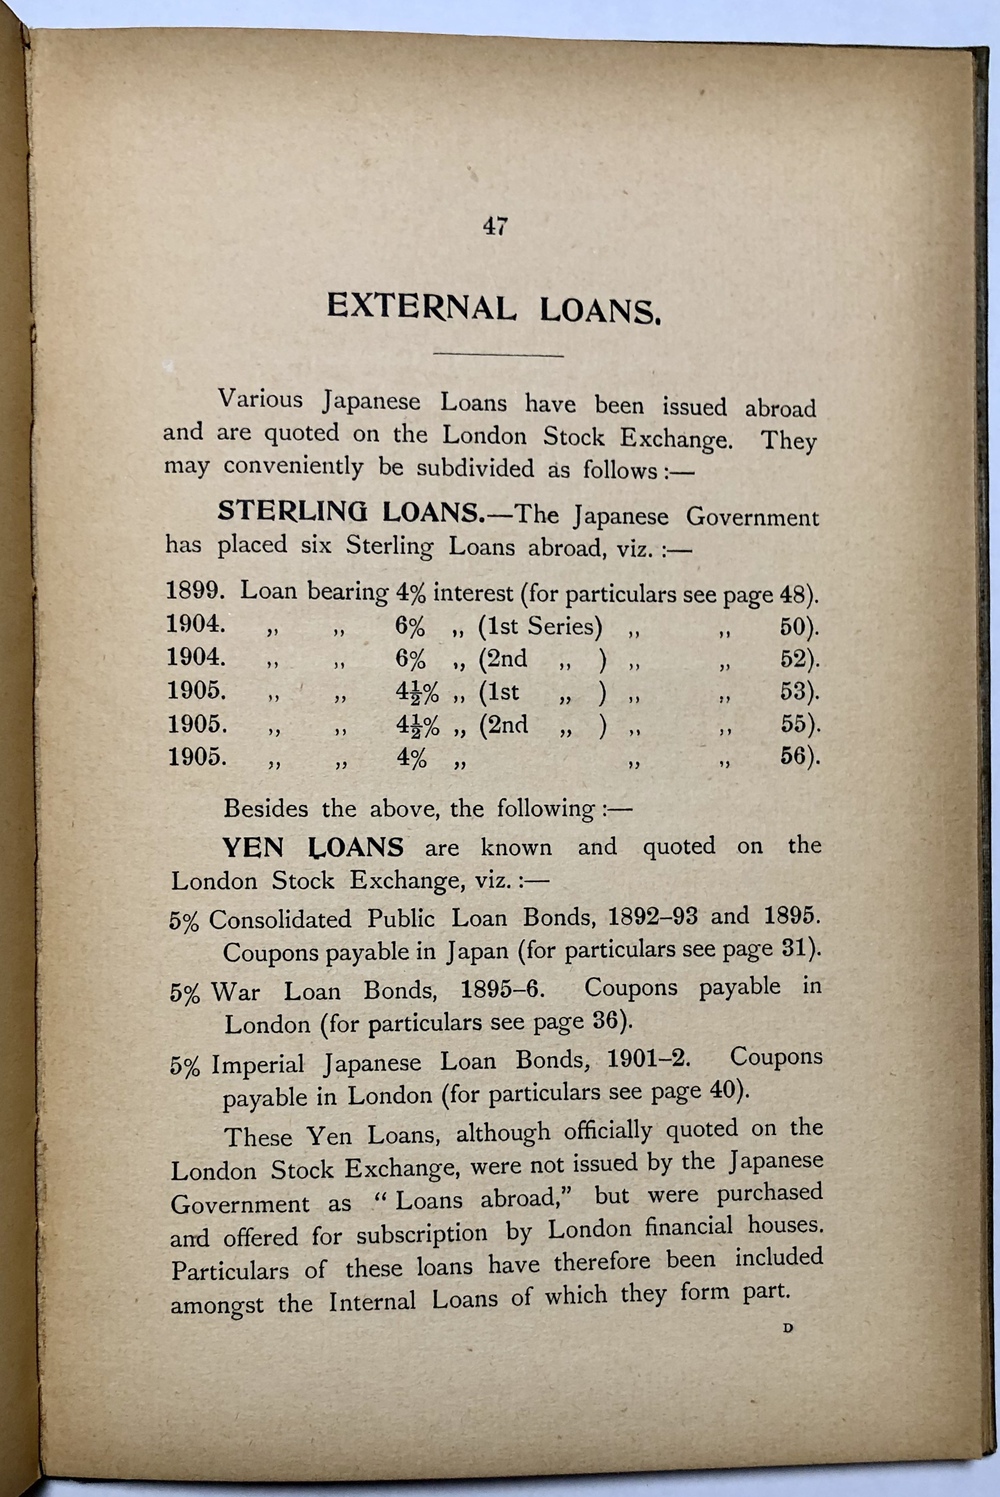 47
EXTERNAL LOANS.
Various Japanese Loans have been issued abroad
and are quoted on the London Stock Exchange. They
may conveniently be subdivided as follows :—
STERLING LOANS.—The Japanese Government
has placed six Sterling Loans abroad, viz. :—
1899. Loan bearing 4% interest (for particulars see page 48).
1904. „ „ 6% „ (1st Series) „ „ 50).
1904. „ „ 6% „ (2nd „ ) „ „ 52).
1905. „ „ 4½% „ (1st „ ) „ „ 53).
1905. „ „ 4½% „ (2nd „ ) „ „ 55).
1905. „ „ 4% „ „ „ 56).
Besides the above, the following :—
YEN LOANS are known and quoted on the
London Stock Exchange, viz. :—
5% Consolidated Public Loan Bonds, 1892–93 and 1895.
Coupons payable in Japan (for particulars see page 31).
5% War Loan Bonds, 1895–6. Coupons payable in
London (for particulars see page 36).
5% Imperial Japanese Loan Bonds, 1901–2. Coupons
payable in London (for particulars see page 40).
These Yen Loans, although officially quoted on the
London Stock Exchange, were not issued by the Japanese
Government as “ Loans abroad,” but were purchased
and offered for subscription by London financial houses.
Particulars of these loans have therefore been included
amongst the Internal Loans of which they form part.
D